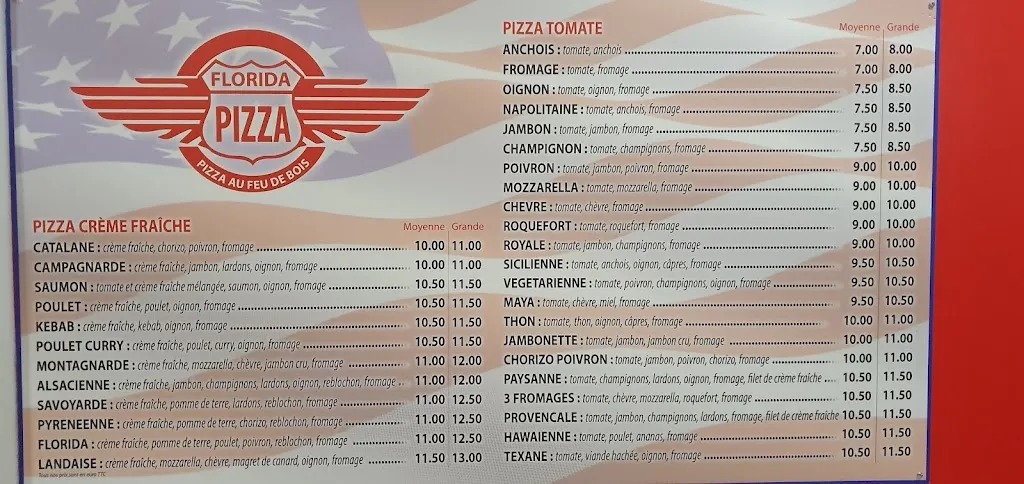 FLORIDA
PIZZA
PIZZA AU FEU DE BOIS
PIZZA CRÈME FRAÎCHE Moyenne Grande
CATALANE : crème fraîche, chorizo, poivron, fromage 10.00 11.00
CAMPAGNARDE : crème fraîche, jambon, lardons, oignon, fromage 10.00 11.00
SAUMON : tomate et crème fraîche mélangée, saumon, oignon, fromage 10.50 11.50
POULET : crème fraîche, poulet, oignon, fromage 10.50 11.50
KEBAB : crème fraîche, kebab, oignon, fromage 10.50 11.50
POULET CURRY : crème fraîche, poulet, curry, oignon, fromage 10.50 11.50
MONTAGNARDE : crème fraîche, mozzarella, chèvre, jambon cru, fromage 11.00 12.00
ALSACIENNE : crème fraîche, jambon, champignons, lardons, oignon, reblochon, fromage 11.00 12.00
SAVOYARDE : crème fraîche, pomme de terre, lardons, reblochon, fromage 11.00 12.50
PYRENEENNE : crème fraîche, pomme de terre, chorizo, reblochon, fromage 11.00 12.50
FLORIDA : crème fraîche, pomme de terre, poulet, poivron, reblochon, fromage 11.00 12.50
LANDAISE : crème fraîche, mozzarella, chèvre, magret de canard, oignon, fromage 11.50 13.00
Tous nos prix sont en euro TTC
PIZZA TOMATE Moyenne Grande
ANCHOIS : tomate, anchois 7.00 8.00
FROMAGE : tomate, fromage 7.00 8.00
OIGNON : tomate, oignon, fromage 7.50 8.50
NAPOLITAINE : tomate, anchois, fromage 7.50 8.50
JAMBON : tomate, jambon, fromage 7.50 8.50
CHAMPIGNON : tomate, champignons, fromage 7.50 8.50
POIVRON : tomate, jambon, poivron, fromage 9.00 10.00
MOZZARELLA : tomate, mozzarella, fromage 9.00 10.00
CHEVRE : tomate, chèvre, fromage 9.00 10.00
ROQUEFORT : tomate, roquefort, fromage 9.00 10.00
ROYALE : tomate, jambon, champignons, fromage 9.00 10.00
SICILIENNE : tomate, anchois, oignon, câpres, fromage 9.50 10.50
VEGETARIENNE : tomate, poivron, champignons, oignon, fromage 9.50 10.50
MAYA : tomate, chèvre, miel, fromage 9.50 10.50
THON : tomate, thon, oignon, câpres, fromage 10.00 11.00
JAMBONETTE : tomate, jambon, jambon cru, fromage 10.00 11.00
CHORIZO POIVRON : tomate, jambon, poivron, chorizo, fromage 10.00 11.00
PAYSANNE : tomate, champignons, lardons, oignon, fromage, filet de crème fraîche 10.50 11.50
3 FROMAGES : tomate, chèvre, mozzarella, roquefort, fromage 10.50 11.50
PROVENCALE : tomate, jambon, champignons, lardons, fromage, filet de crème fraîche 10.50 11.50
HAWAIENNE : tomate, poulet, ananas, fromage 10.50 11.50
TEXANE : tomate, viande hachée, oignon, fromage 10.50 11.50